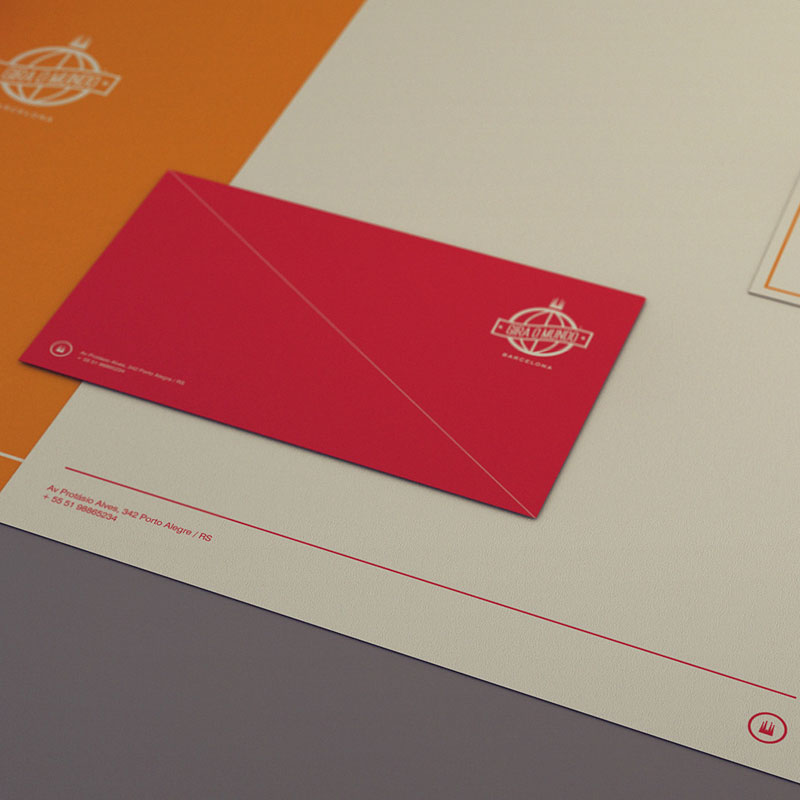 GIRA O MUNDO
BARCELONA
GIRA O MUNDO
BARCELONA
Av Protásio Alves, 342 Porto Alegre / RS
+ 55 51 98865234
Av Protásio Alves, 342 Porto Alegre / RS
+ 55 51 98865234